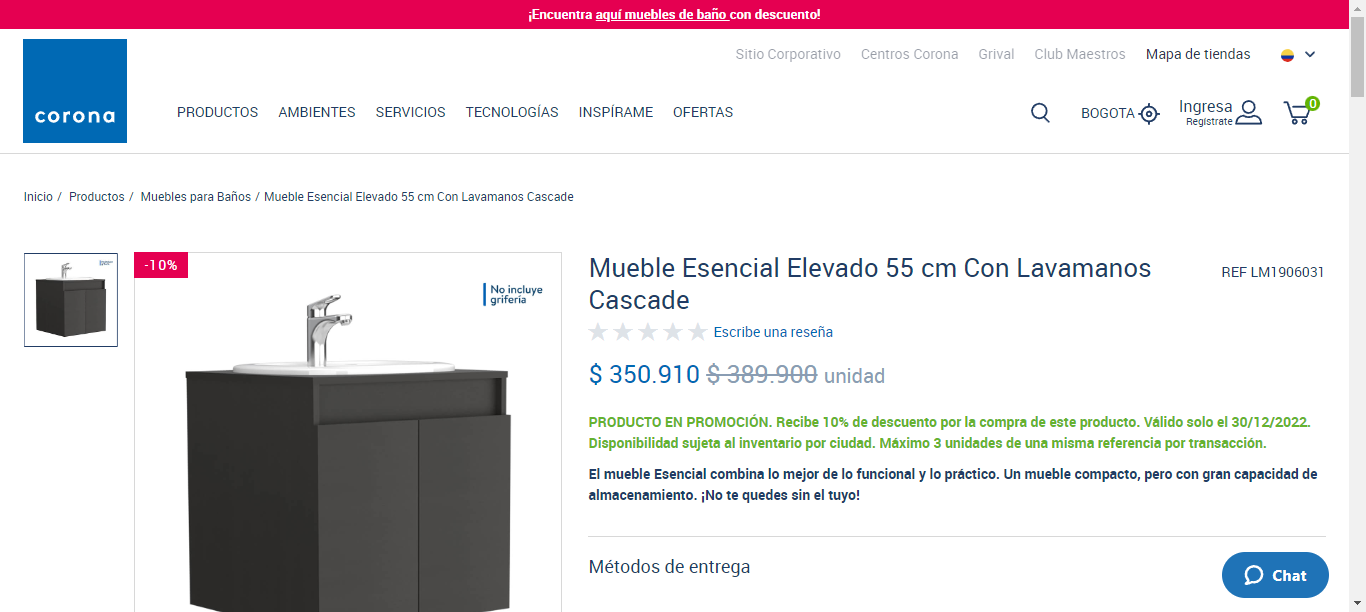 ¡Encuentra aquí muebles de baño con descuento!
Sitio Corporativo Centros Corona Grival Club Maestros Mapa de tiendas
corona
PRODUCTOS AMBIENTES SERVICIOS TECNOLOGÍAS INSPÍRAME OFERTAS
BOGOTA
Ingresa
Regístrate
0
Inicio / Productos / Muebles para Baños / Mueble Esencial Elevado 55 cm Con Lavamanos Cascade
-10%
No incluye
grifería
Mueble Esencial Elevado 55 cm Con Lavamanos
Cascade
REF LM1906031
Escribe una reseña
$ 350.910 $ 389.900 unidad
PRODUCTO EN PROMOCIÓN. Recibe 10% de descuento por la compra de este producto. Válido solo el 30/12/2022.
Disponibilidad sujeta al inventario por ciudad. Máximo 3 unidades de una misma referencia por transacción.
El mueble Esencial combina lo mejor de lo funcional y lo práctico. Un mueble compacto, pero con gran capacidad de
almacenamiento. ¡No te quedes sin el tuyo!
Métodos de entrega
Chat